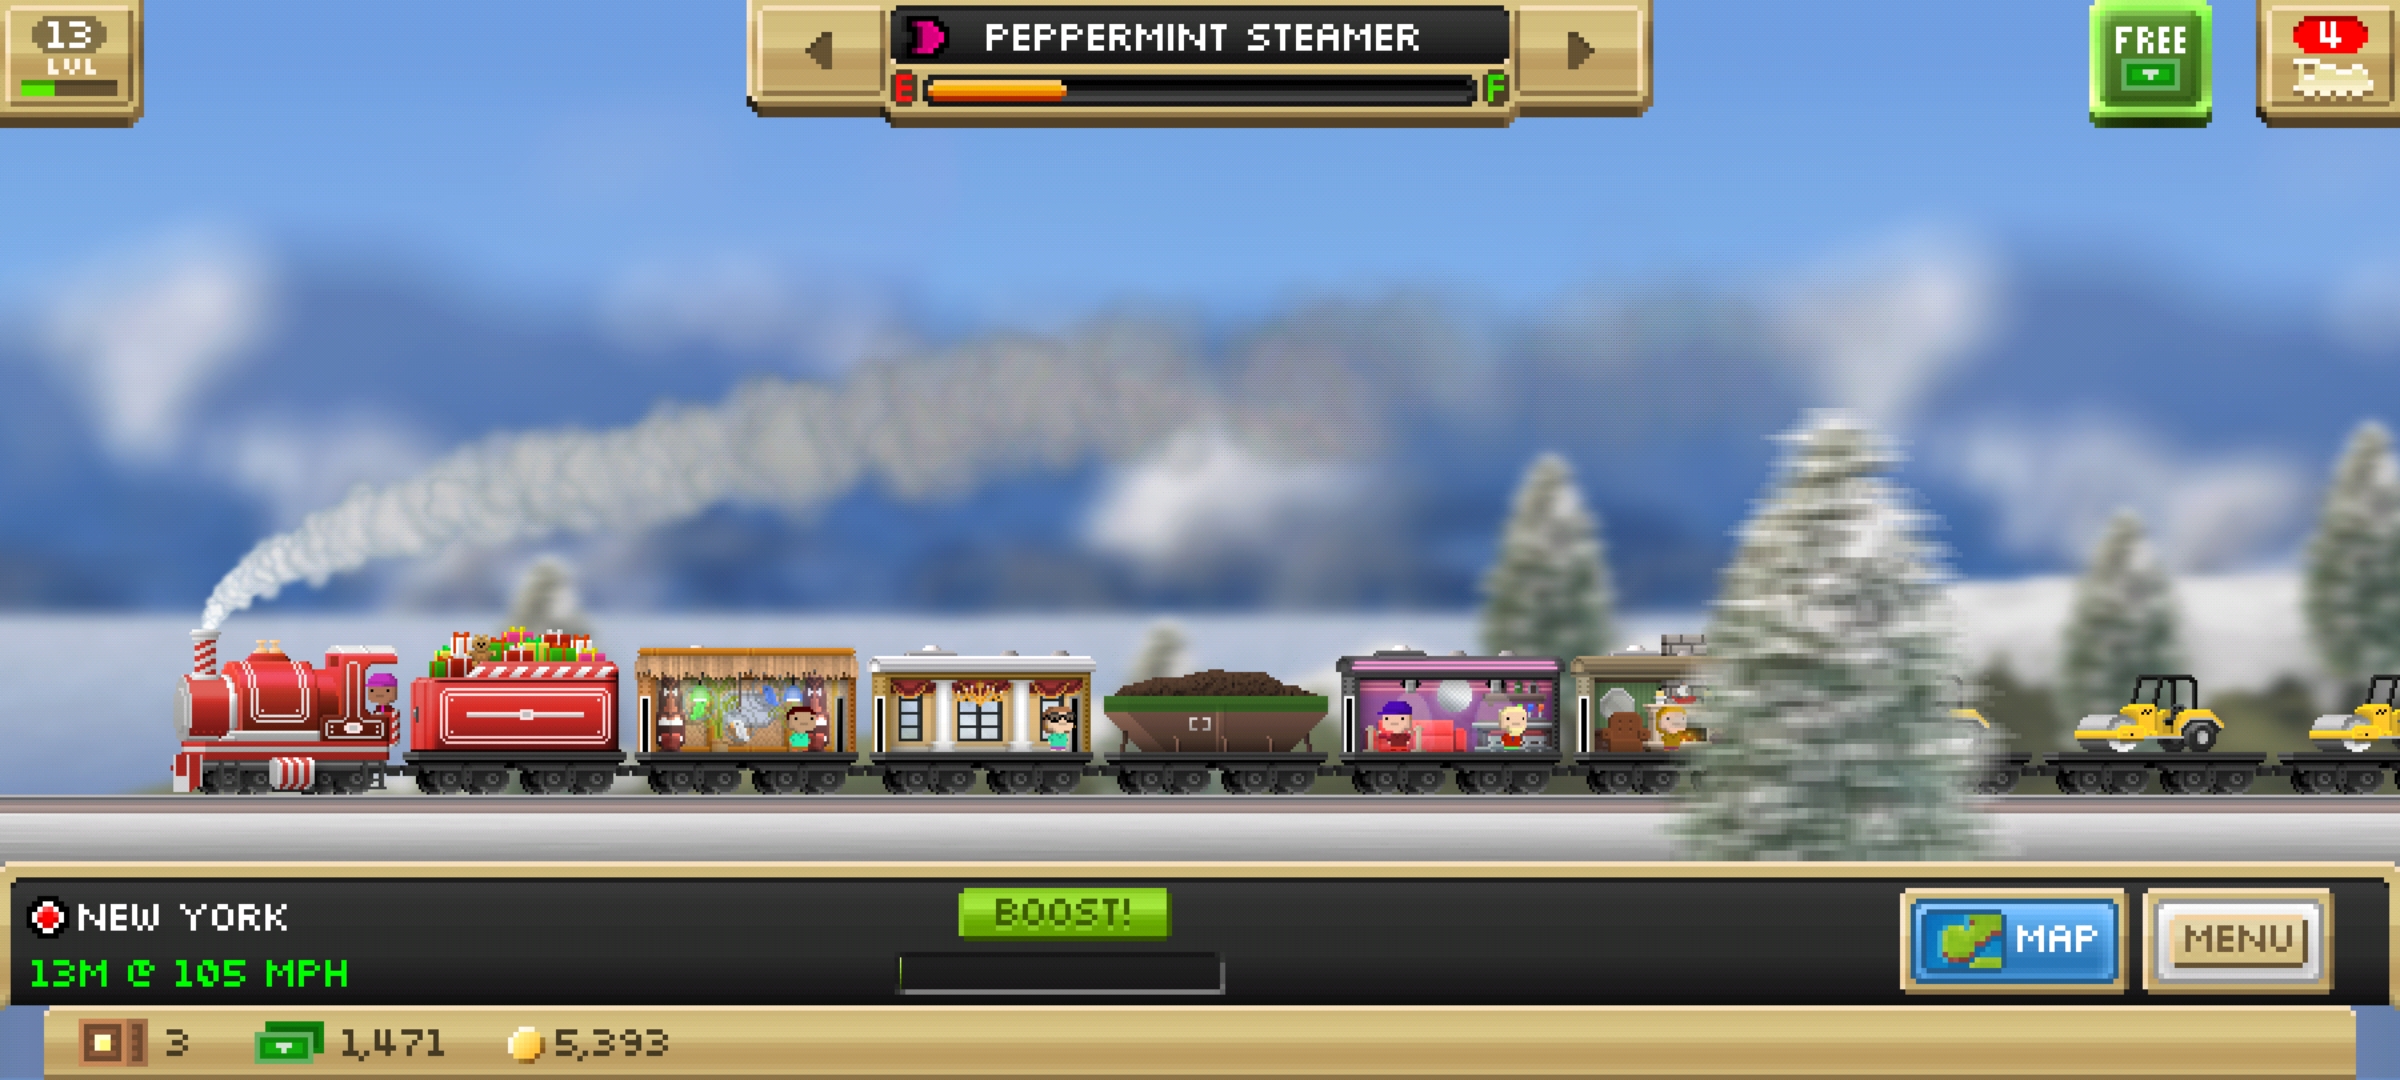 13
LVL
PEPPERMINT STEAMER
E F
FREE
4
NEW YORK
13M @ 105 MPH
BOOST!
MAP
MENU
3
1,471
5,393